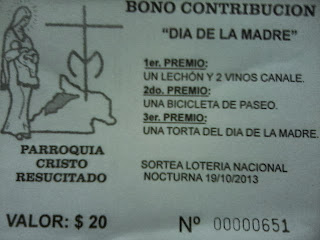 BONO CONTRIBUCION
“DIA DE LA MADRE”
1er. PREMIO:
UN LECHÓN Y 2 VINOS CANALE.
2do. PREMIO:
UNA BICICLETA DE PASEO.
3er. PREMIO:
UNA TORTA DEL DIA DE LA MADRE.
PARROQUIA
CRISTO
RESUCITADO
SORTEA LOTERIA NACIONAL
NOCTURNA 19/10/2013
VALOR: $ 20
Nº 00000651